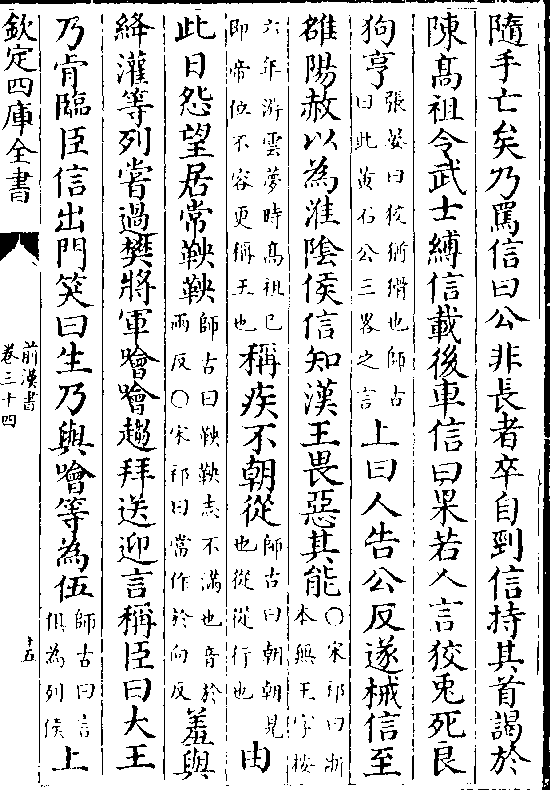 隨手亡矣乃罵信曰公非長者卒自剄信持其首謁於
陳高祖令武士縛信載後車信曰果若人言狡兎死良
狗亨張晏曰狡猶猾也師古曰此黄石公三畧之言上曰人告公反遂械信至
雒陽赦以為淮陰侯信知漢王畏惡其能○宋祁曰浙本無王字按
六年游雲夢時高祖已即帝位不容更稱王也稱疾不朝從師古曰朝朝見也從從行也由
此日怨望居常鞅鞅師古曰鞅鞅志不滿也音於兩反○宋祁曰當作於向反羞與
絳灌等列嘗過樊將軍噲噲趨拜送迎言稱臣曰大王
乃肯臨臣信出門笑曰生乃與噲等為伍師古曰言俱為列侯上
欽定四庫全書
前漢書
卷三十四
十五